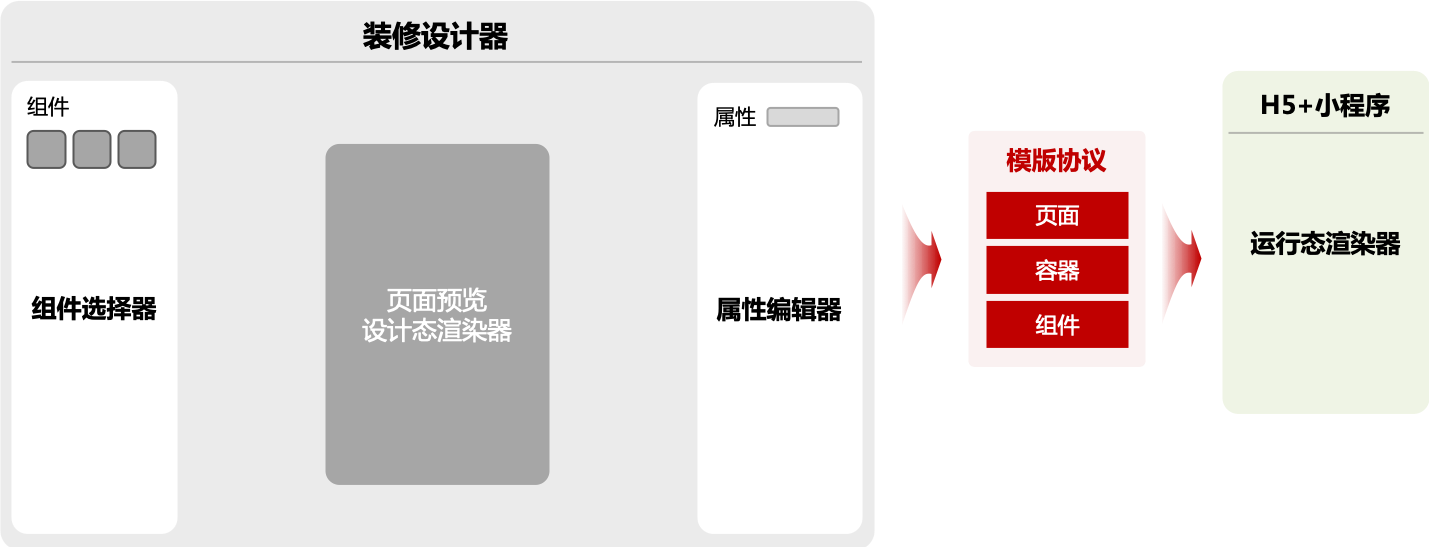 装修设计器
组件
组件选择器
页面预览
设计态渲染器
属性
属性编辑器
模版协议
页面
容器
组件
H5+小程序
运行态渲染器